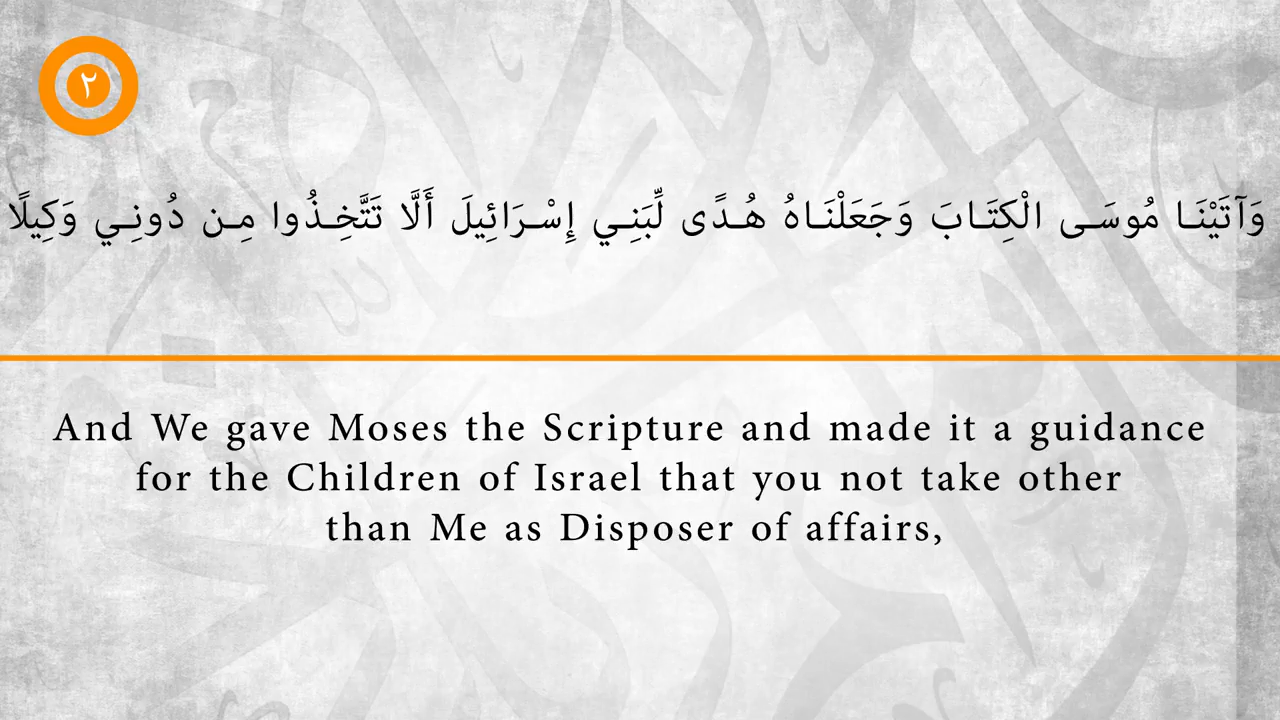 ٢
وَآتَيْنَا مُوسَى الْكِتَابَ وَجَعَلْنَاهُ هُدًى لِّبَنِي إِسْرَائِيلَ أَلَّا تَتَّخِذُوا مِن دُونِي وَكِيلًا
And We gave Moses the Scripture and made it a guidance
for the Children of Israel that you not take other
than Me as Disposer of affairs,